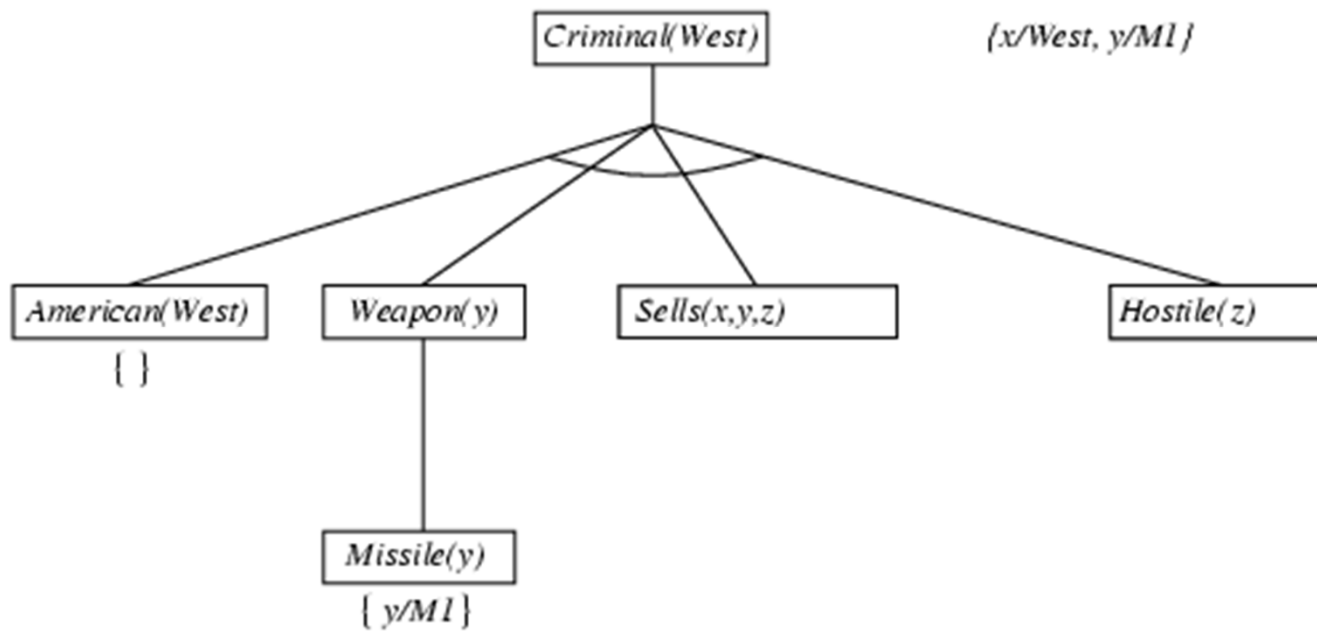 Criminal(West)
{x/West, y/M1}
American(West)
Weapon(y)
Sells(x,y,z)
Hostile(z)
{ }
Missile(y)
{ y/M1 }